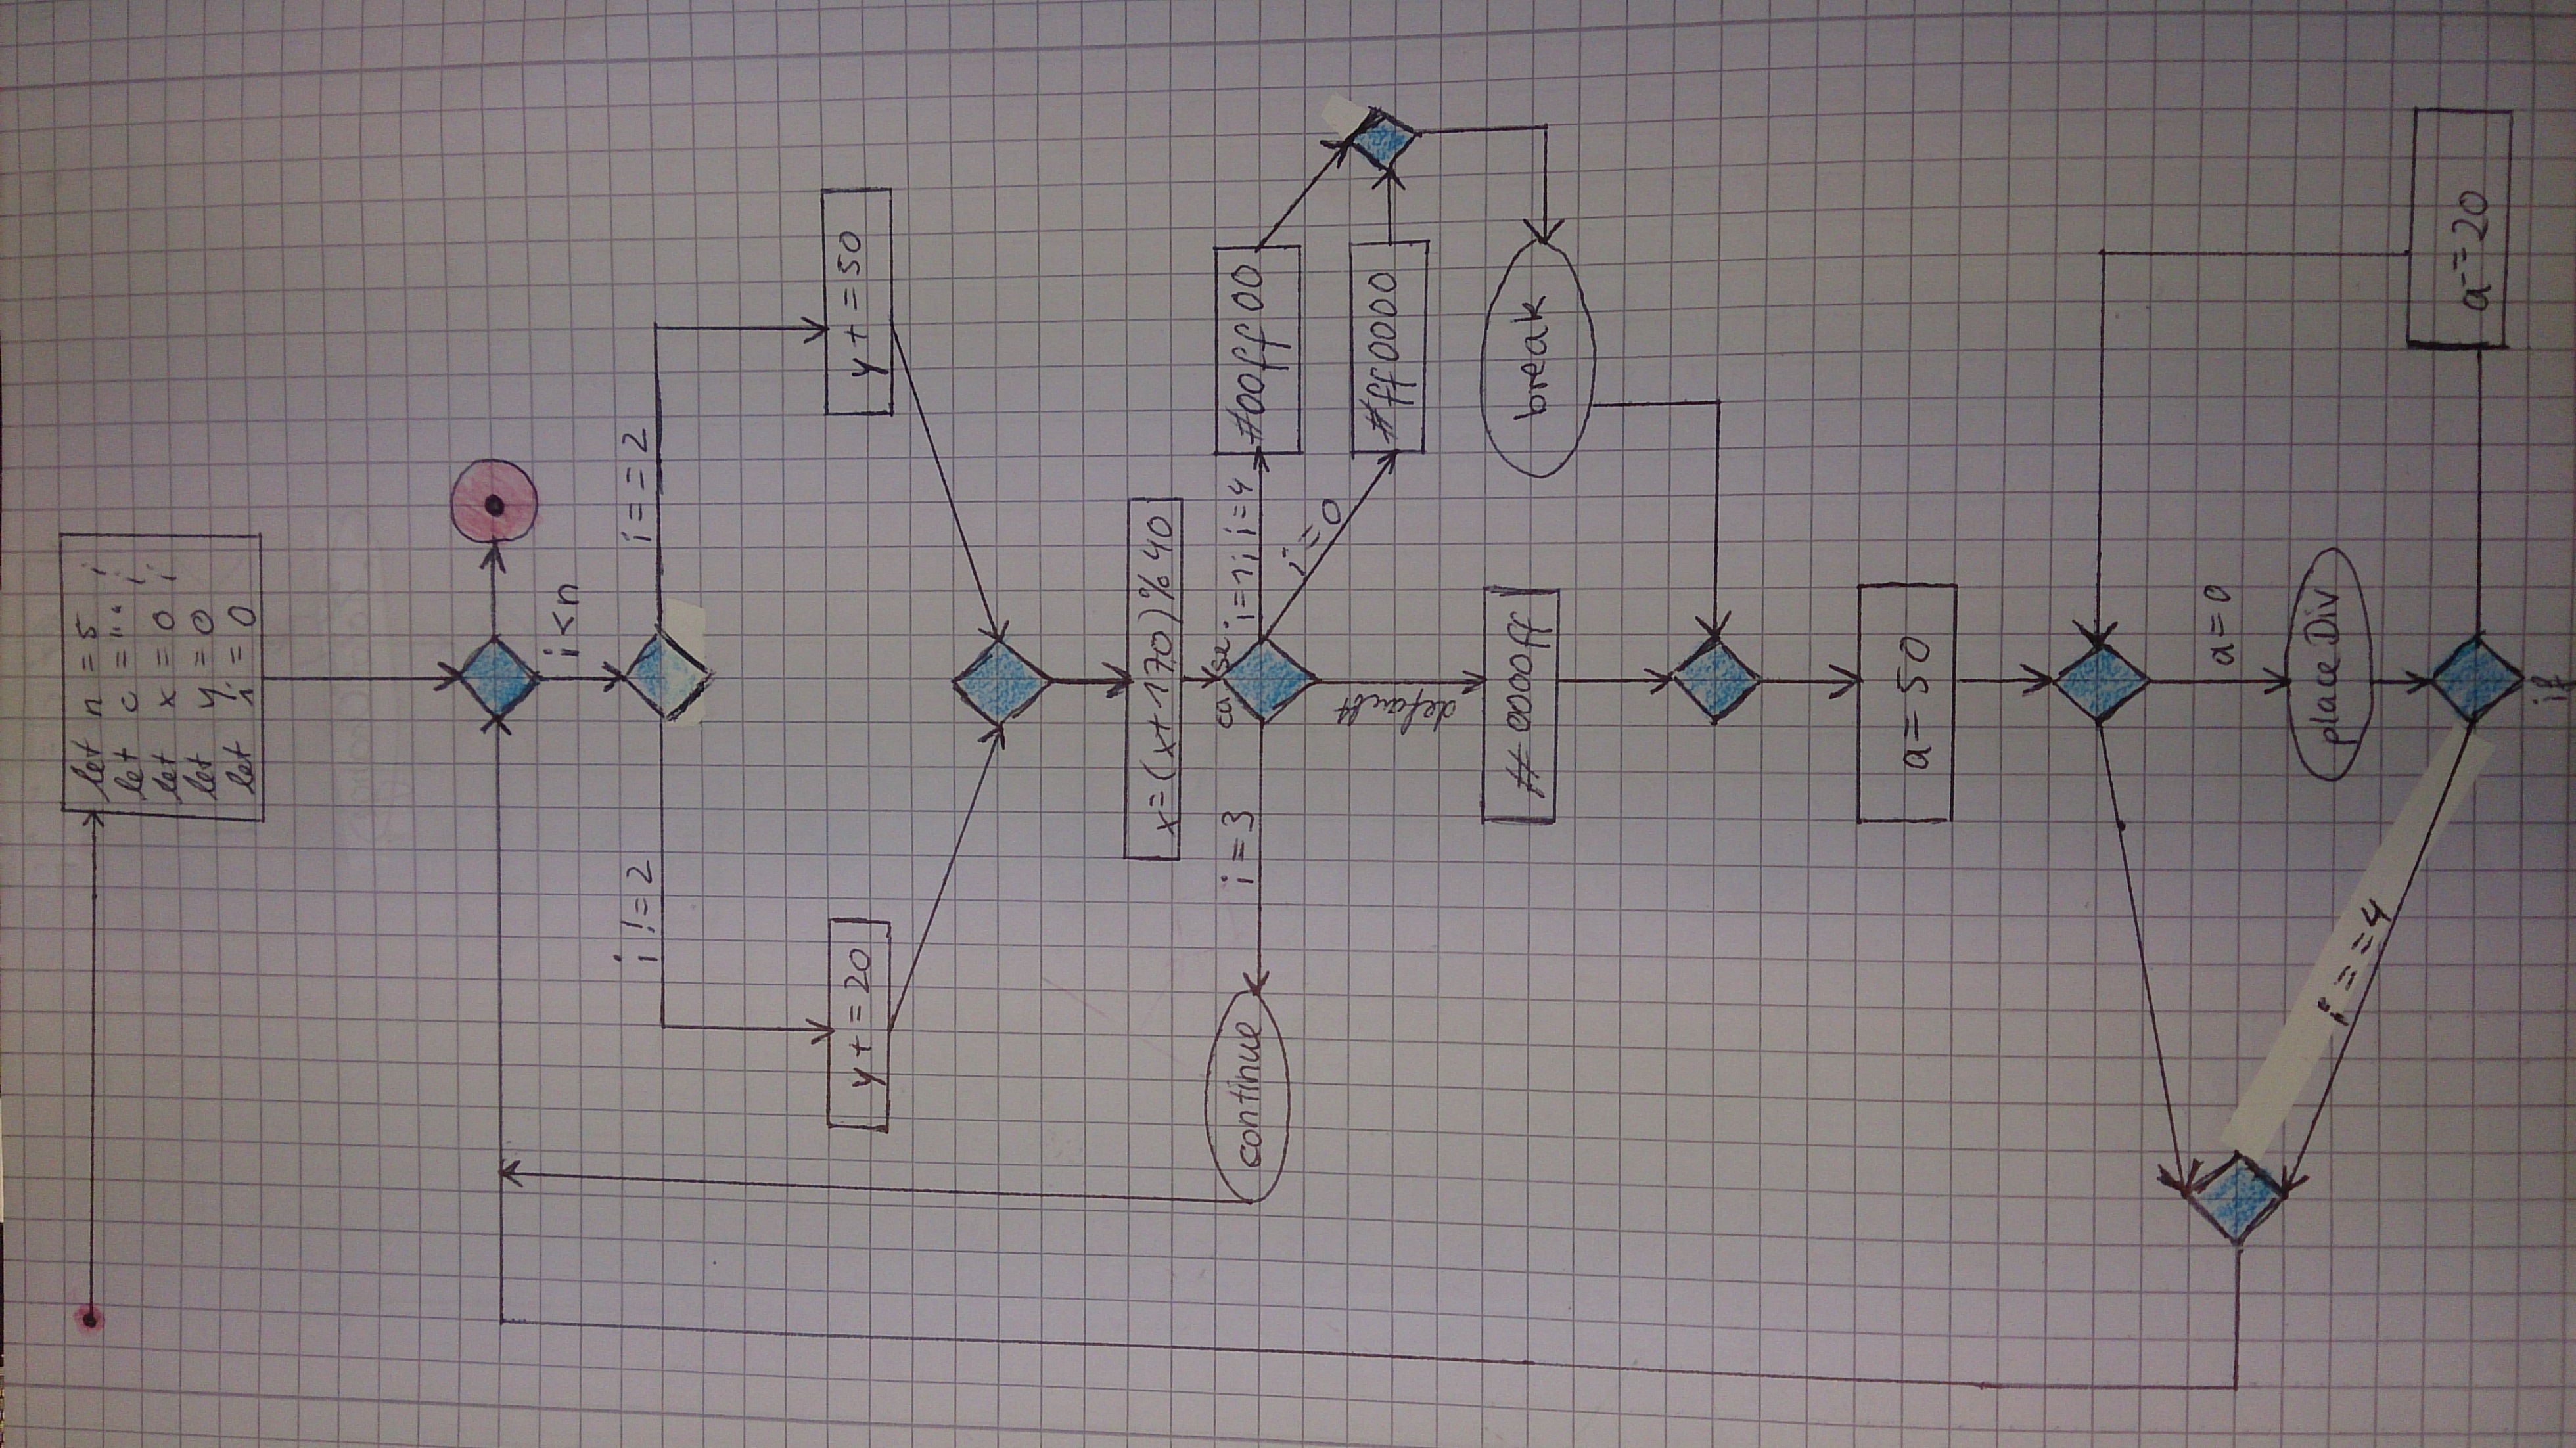 let n = 5 ;
let c = "" ;
let x = 0 ;
let y = 0
let i = 0
i < n
i != 2
i == 2
y += 20
y += 50
x = (x+170) % 40
case
i = 3
i=1; i=4
continue
#00ff00
i = 0
#ff0000
default
#0000ff
break
a = 50
a = 0
place Div
i == 4
a -= 20
if